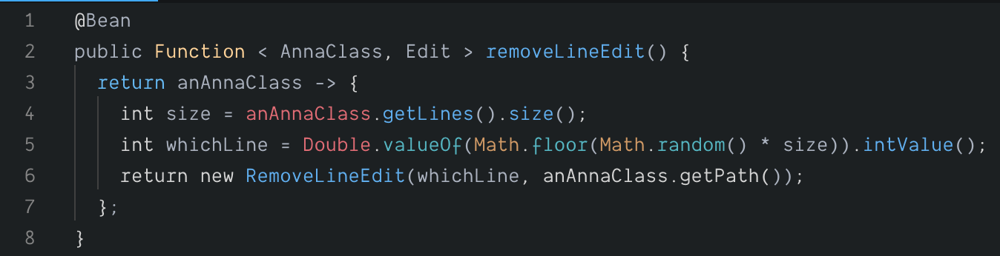 1 @Bean
2 public Function < AnnaClass, Edit > removeLineEdit() {
3 return anAnnaClass -> {
4 int size = anAnnaClass.getLines().size();
5 int whichLine = Double.valueOf(Math.floor(Math.random() * size)).intValue();
6 return new RemoveLineEdit(whichLine, anAnnaClass.getPath());
7 };
8 }